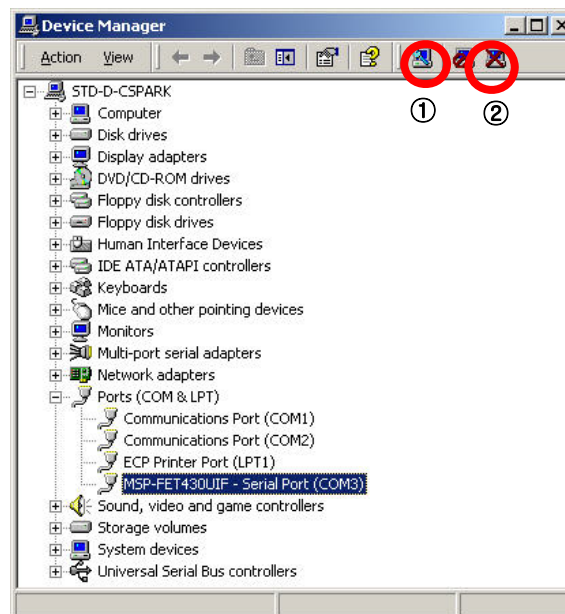 Device Manager
Action View
① ②
STD-D-CSPARK
Computer
Disk drives
Display adapters
DVD/CD-ROM drives
Floppy disk controllers
Floppy disk drives
Human Interface Devices
IDE ATA/ATAPI controllers
Keyboards
Mice and other pointing devices
Monitors
Multi-port serial adapters
Network adapters
Ports (COM & LPT)
Communications Port (COM1)
Communications Port (COM2)
ECP Printer Port (LPT1)
MSP-FET430UIF - Serial Port (COM3)
Sound, video and game controllers
Storage volumes
System devices
Universal Serial Bus controllers